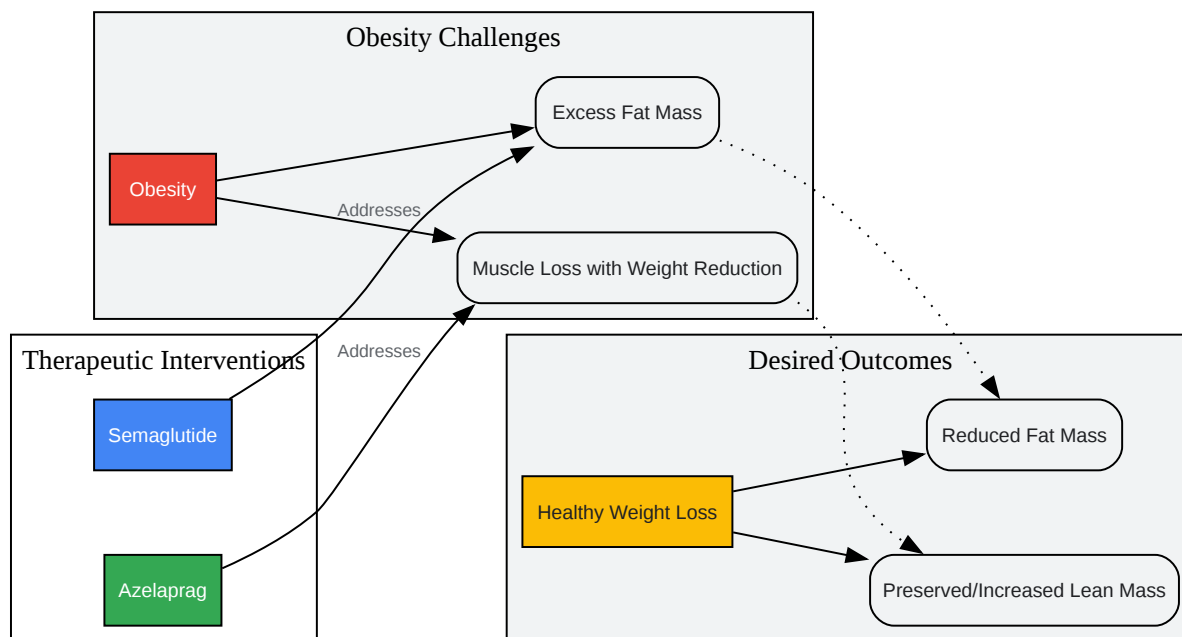 Obesity Challenges
Excess Fat Mass
Obesity
Addresses
Muscle Loss with Weight Reduction
Addresses
Therapeutic Interventions
Desired Outcomes
Semaglutide
Reduced Fat Mass
Healthy Weight Loss
Azelaprag
Preserved/Increased Lean Mass